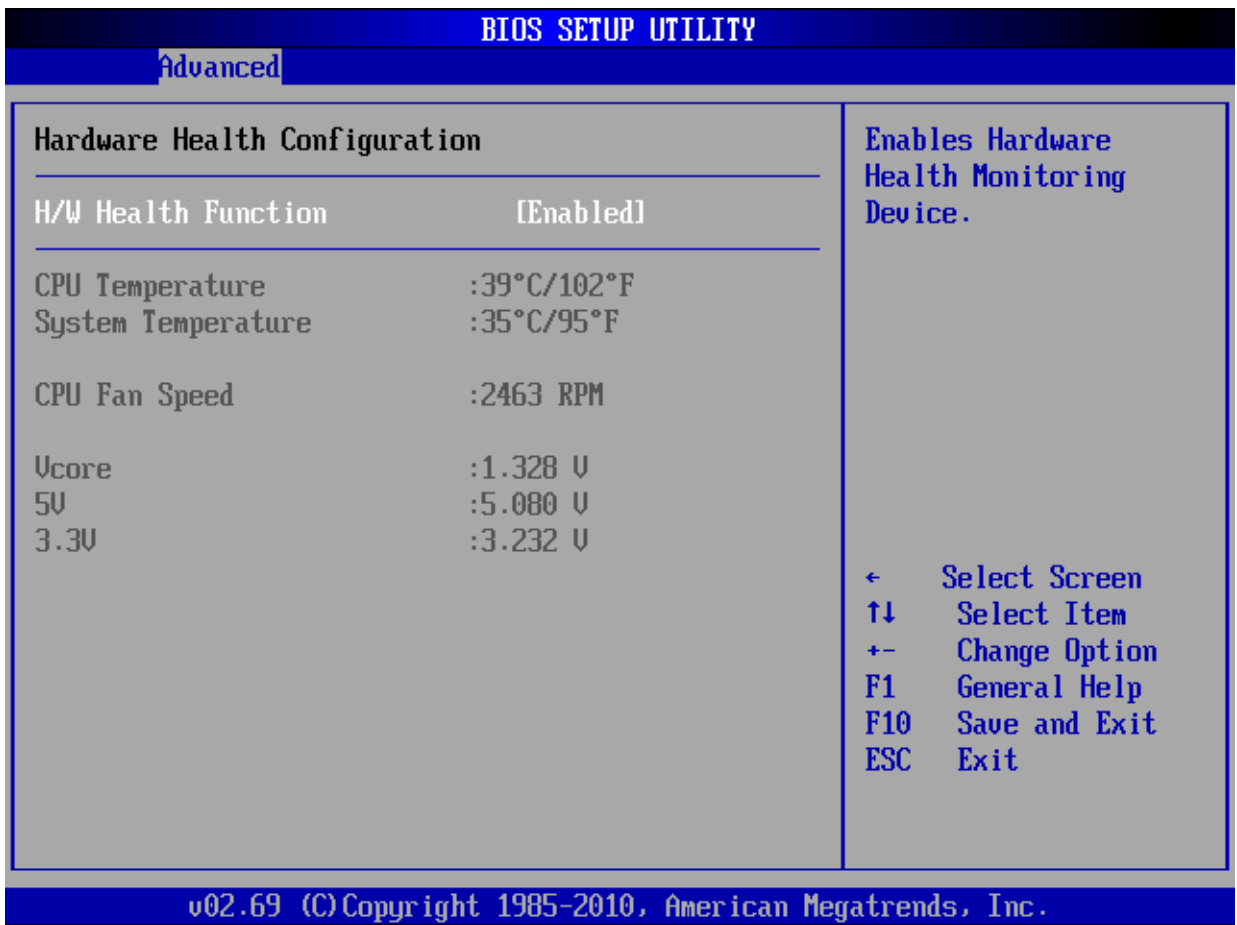 BIOS SETUP UTILITY
Advanced
Hardware Health Configuration
H/W Health Function [Enabled]
CPU Temperature :39°C/102°F
System Temperature :35°C/95°F
CPU Fan Speed :2463 RPM
Vcore :1.328 V
5V :5.080 V
3.3V :3.232 V
Enables Hardware
Health Monitoring
Device.
← Select Screen
↑↓ Select Item
+- Change Option
F1 General Help
F10 Save and Exit
ESC Exit
v02.69 (C)Copyright 1985-2010, American Megatrends, Inc.